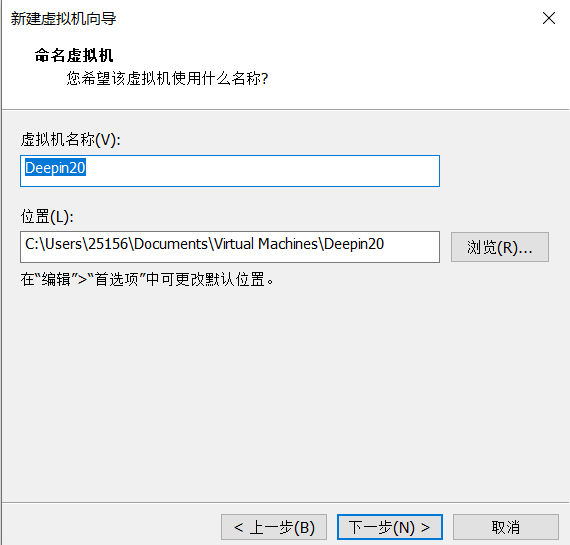 新建虚拟机向导
命名虚拟机
您希望该虚拟机使用什么名称?
虚拟机名称(V):
Deepin20
位置(L):
C:\Users\25156\Documents\Virtual Machines\Deepin20
浏览(R)...
在“编辑”>“首选项”中可更改默认位置。
< 上一步(B)
下一步(N) >
取消